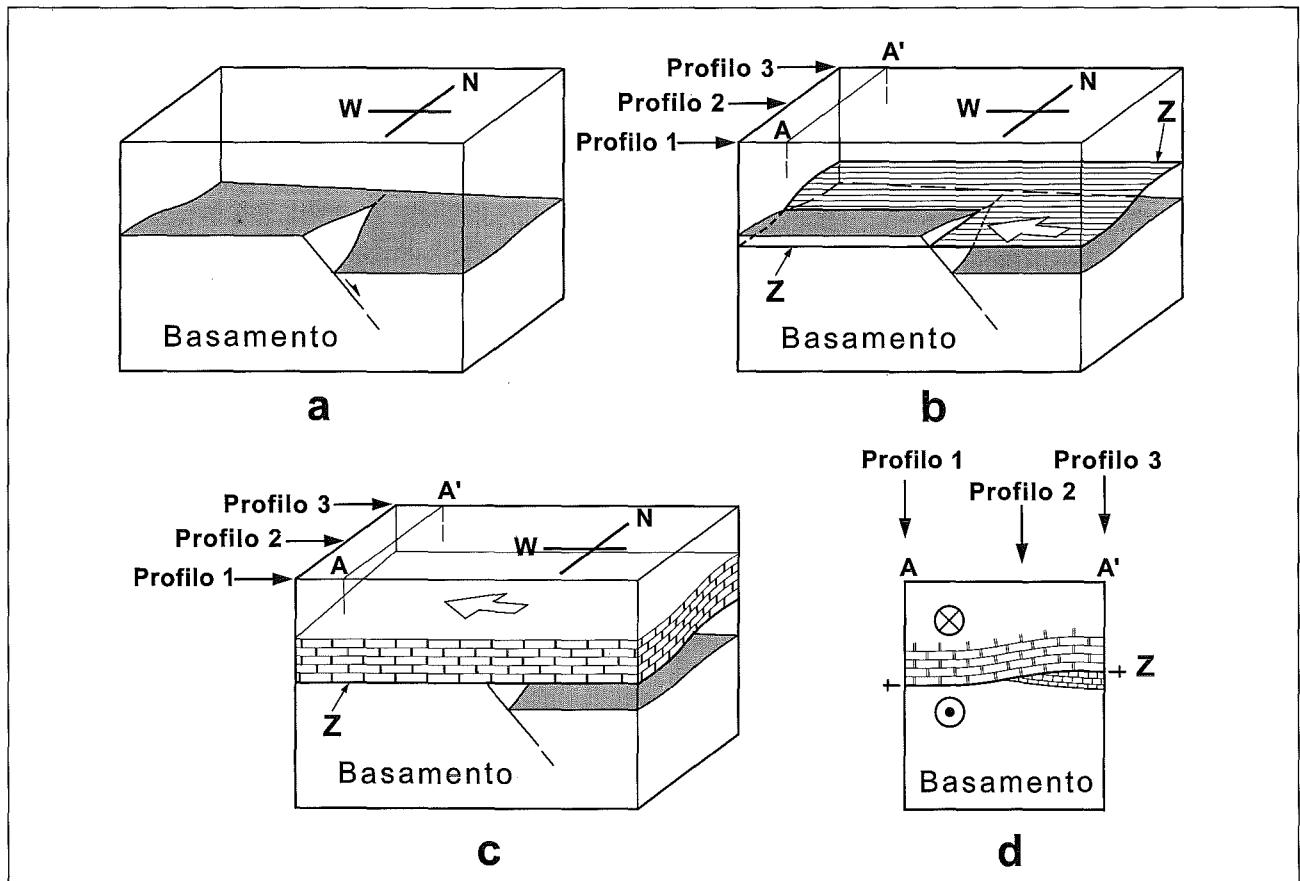 N
W
Basamento
a
A'
Profilo 3
N
Profilo 2
W
Z
A
Profilo 1
Z
Basamento
b
A'
Profilo 3
N
Profilo 2
W
A
Profilo 1
Z
Basamento
c
Profilo 1
Profilo 3
Profilo 2
A
A'
Z
Basamento
d